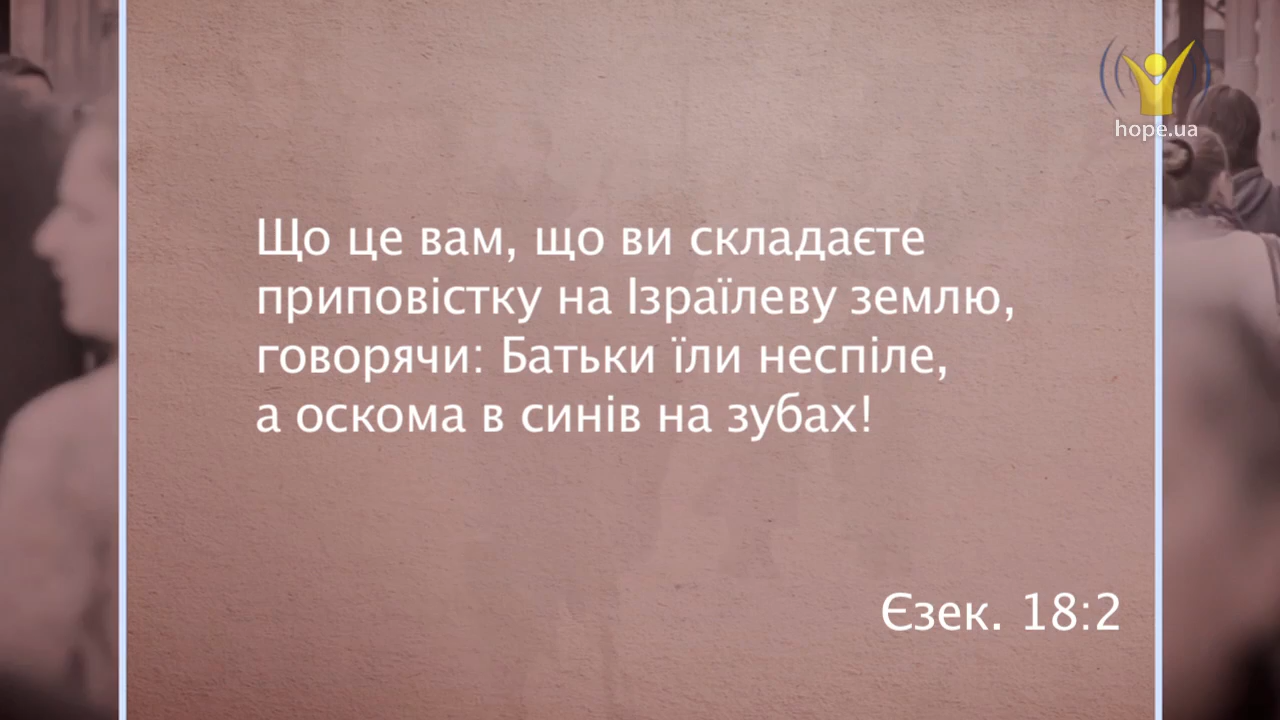 hope.ua
Що це вам, що ви складаєте
приповістку на Ізраїлеву землю,
говорячи: Батьки їли неспіле,
а оскома в синів на зубах!
Єзек. 18:2